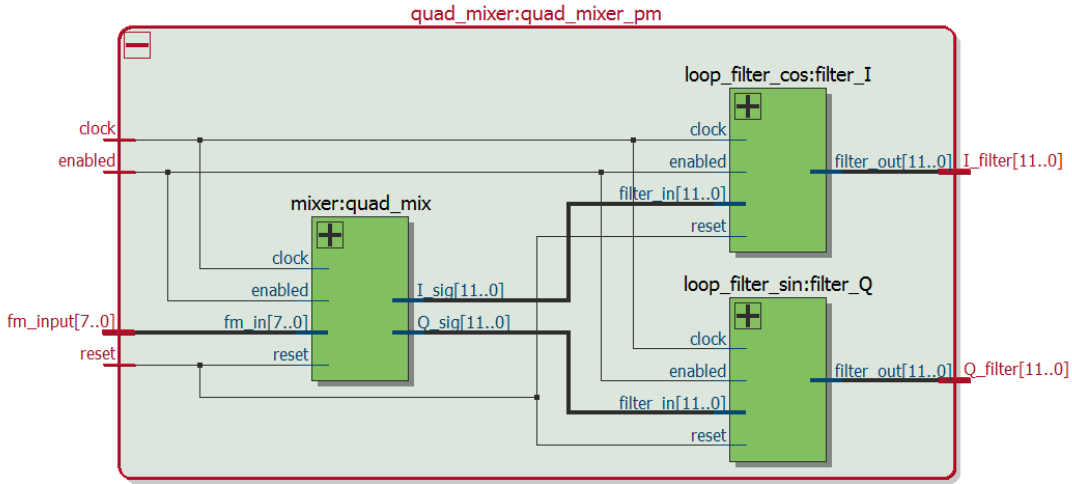 quad_mixer:quad_mixer_pm
loop_filter_cos:filter_I
clock
clock
enabled
enabled
filter_out[11..0]
I_filter[11..0]
filter_in[11..0]
mixer:quad_mix
reset
clock
loop_filter_sin:filter_Q
enabled
I_sig[11..0]
fm_input[7..0]
fm_in[7..0]
Q_sig[11..0]
clock
reset
reset
enabled
filter_out[11..0]
Q_filter[11..0]
filter_in[11..0]
reset